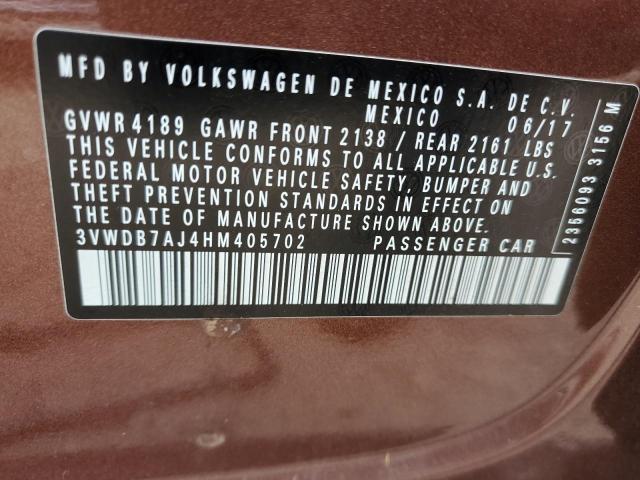 MFD BY VOLKSWAGEN DE MEXICO S.A. DE C.V.
MEXICO 06/17
GVWR 4189 GAWR FRONT 2138 / REAR 2161 LBS
THIS VEHICLE CONFORMS TO ALL APPLICABLE U.S.
FEDERAL MOTOR VEHICLE SAFETY, BUMPER AND
THEFT PREVENTION STANDARDS IN EFFECT ON
THE DATE OF MANUFACTURE SHOWN ABOVE.
3VWDB7AJ4HM405702 PASSENGER CAR
2356093 3156 M